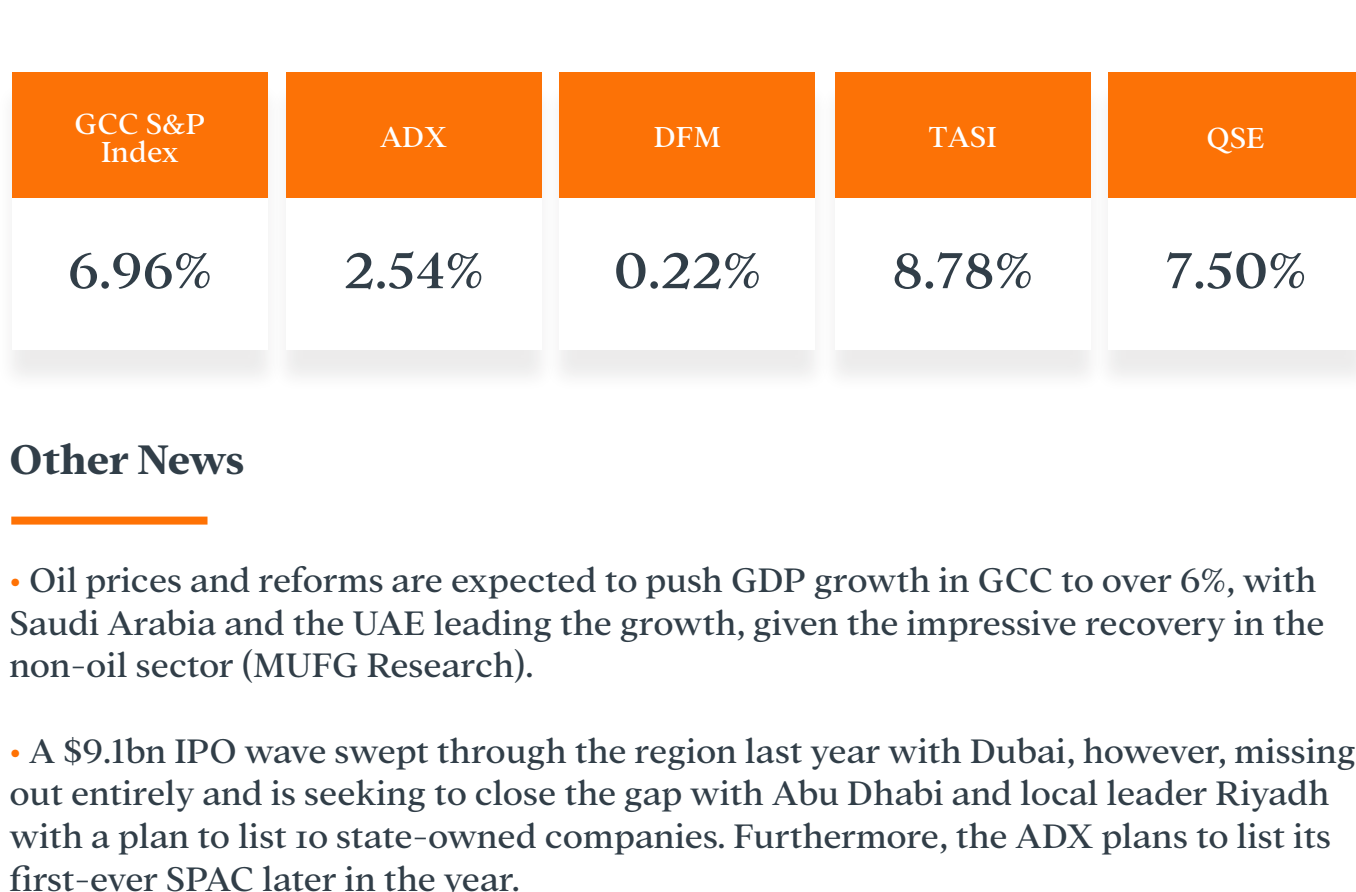 GCC S&P
Index
ADX
DFM
TASI
QSE
6.96%
2.54%
0.22%
8.78%
7.50%
Other News
• Oil prices and reforms are expected to push GDP growth in GCC to over 6%, with
Saudi Arabia and the UAE leading the growth, given the impressive recovery in the
non-oil sector (MUFG Research).
• A $9.1bn IPO wave swept through the region last year with Dubai, however, missing
out entirely and is seeking to close the gap with Abu Dhabi and local leader Riyadh
with a plan to list 10 state-owned companies. Furthermore, the ADX plans to list its
first-ever SPAC later in the year.